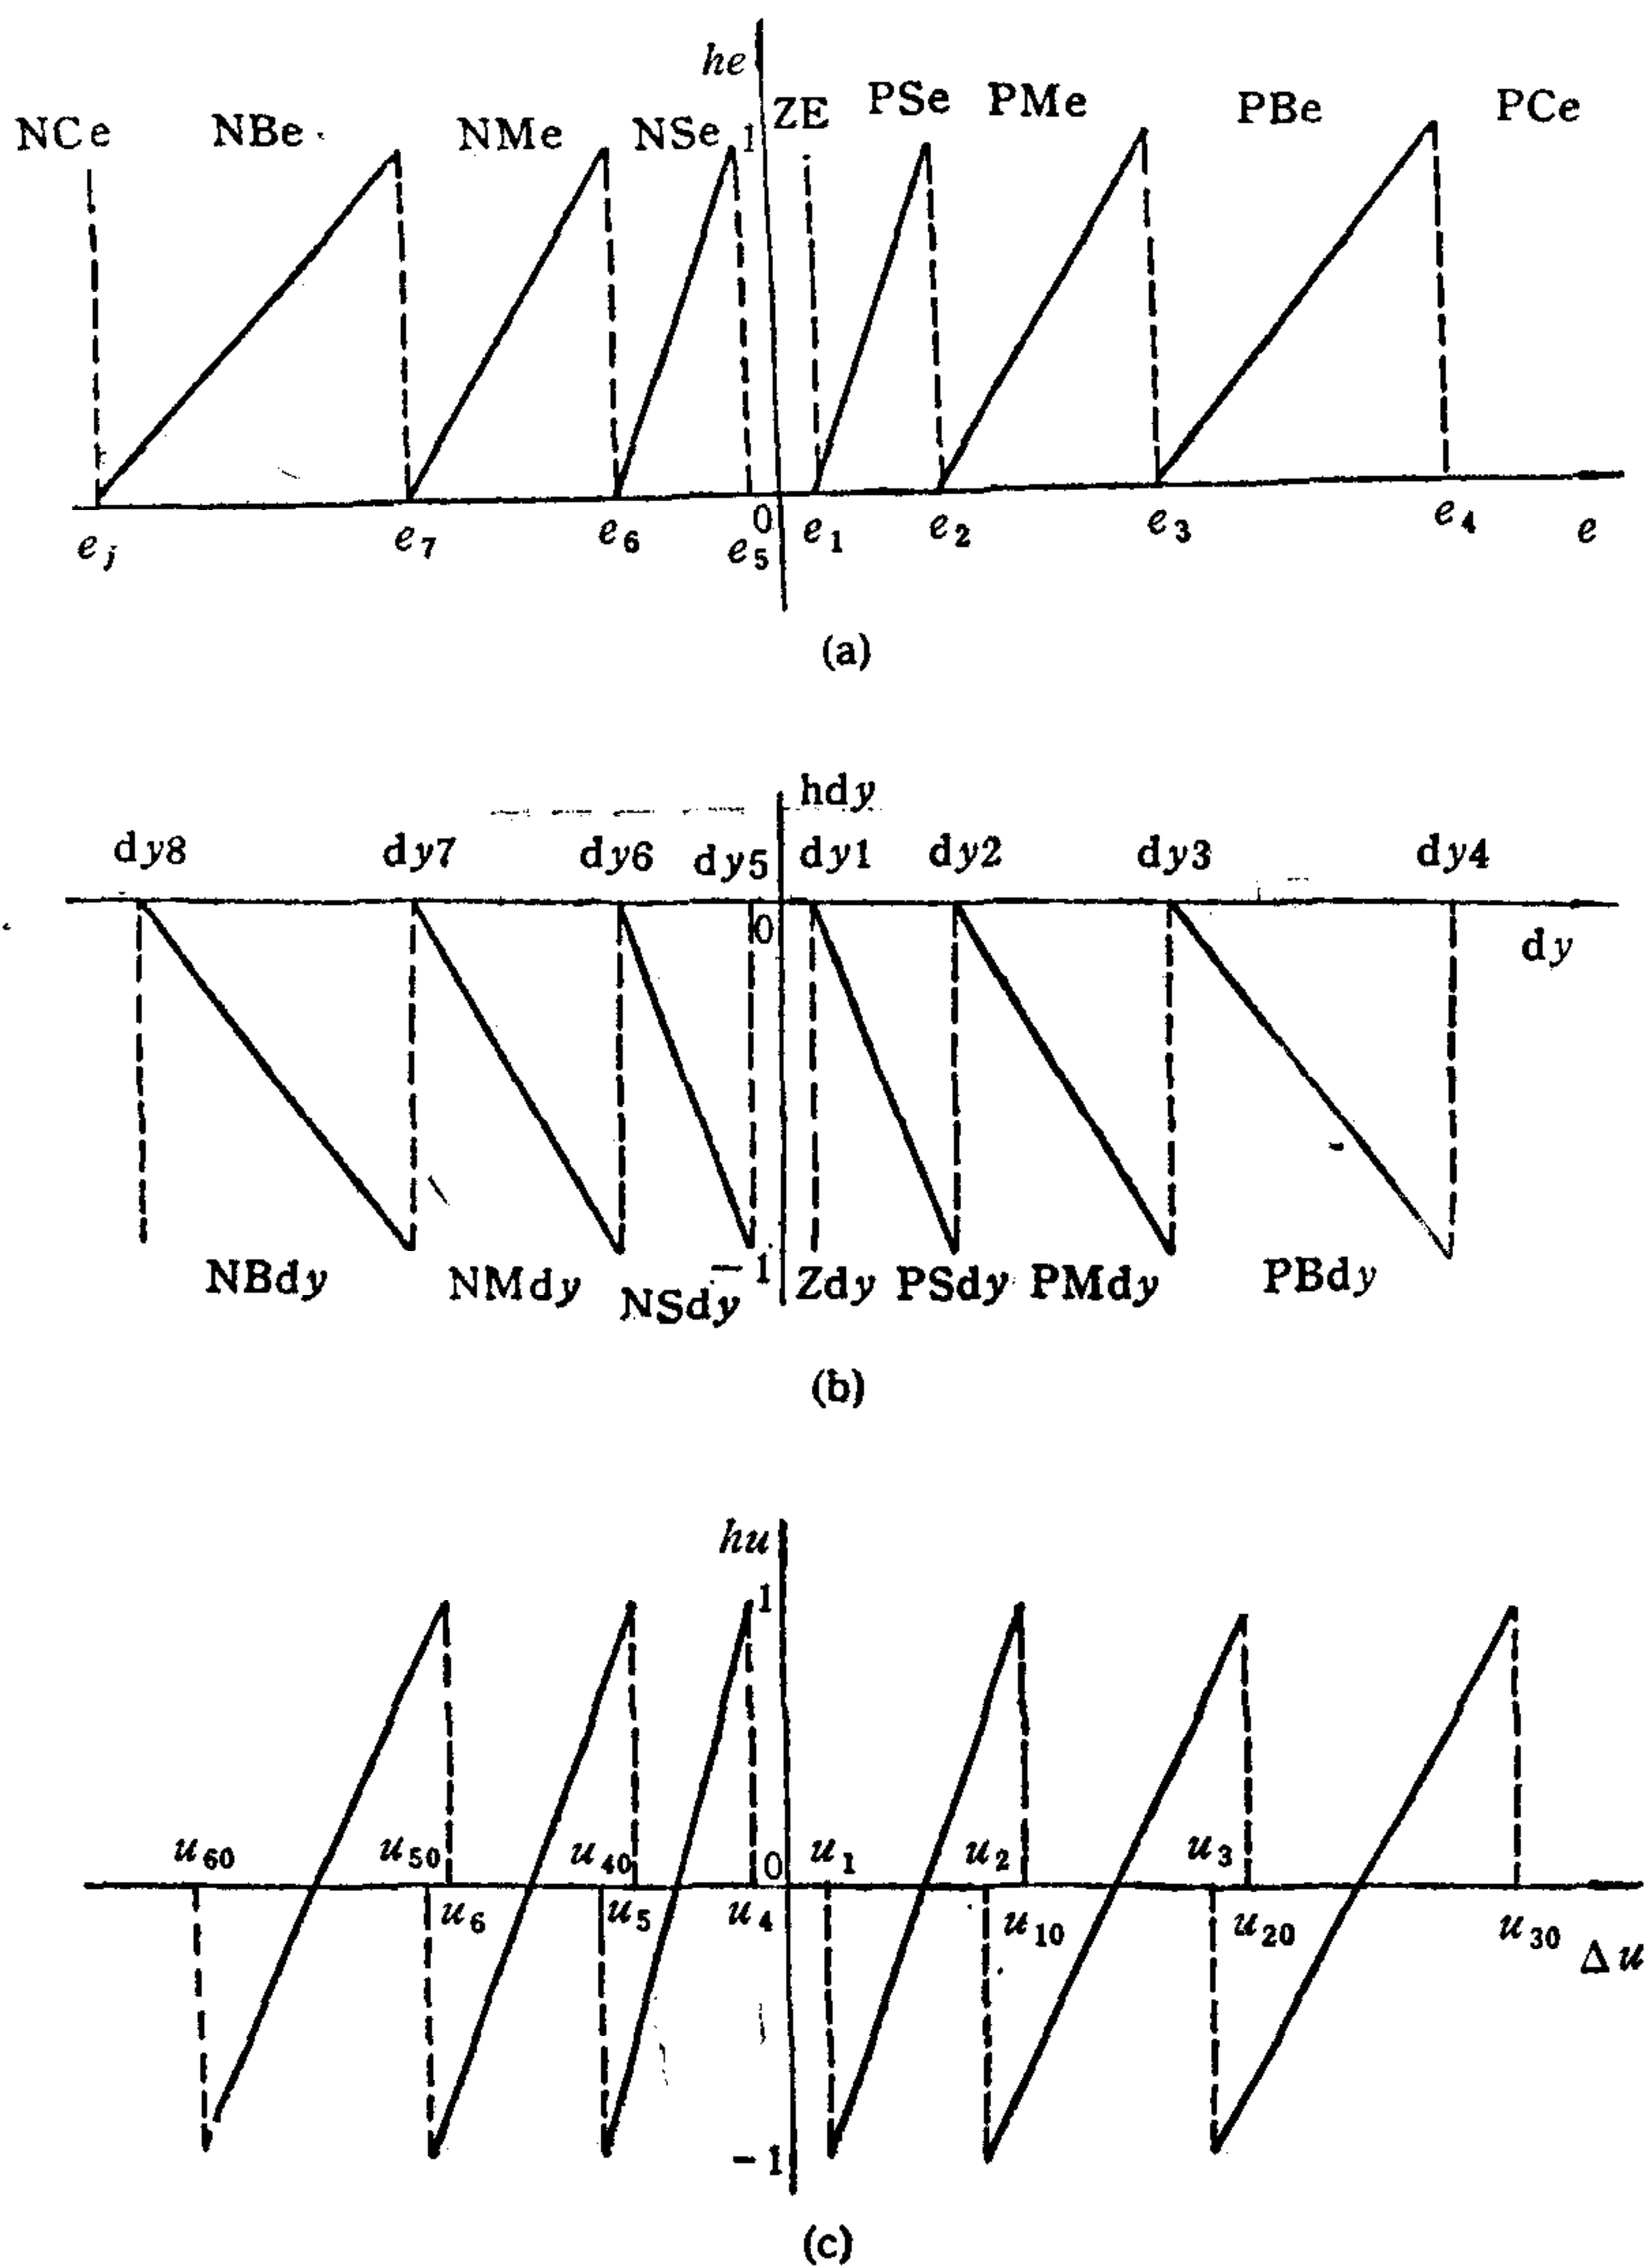 he
NCe NBe NMe NSe 1 ZE PSe PMe PBe PCe
e_j e_7 e_6 e_5 0 e_1 e_2 e_3 e_4 e
(a)
hdy
dy8 dy7 dy6 dy5 dy1 dy2 dy3 dy4
0 dy
NBdy NMdy NSdy -1 Zdy PSdy PMdy PBdy
(b)
hu
1
u_60 u_50 u_40 0 u_1 u_2 u_3
u_6 u_5 u_4 u_10 u_20 u_30 Δu
-1
(c)